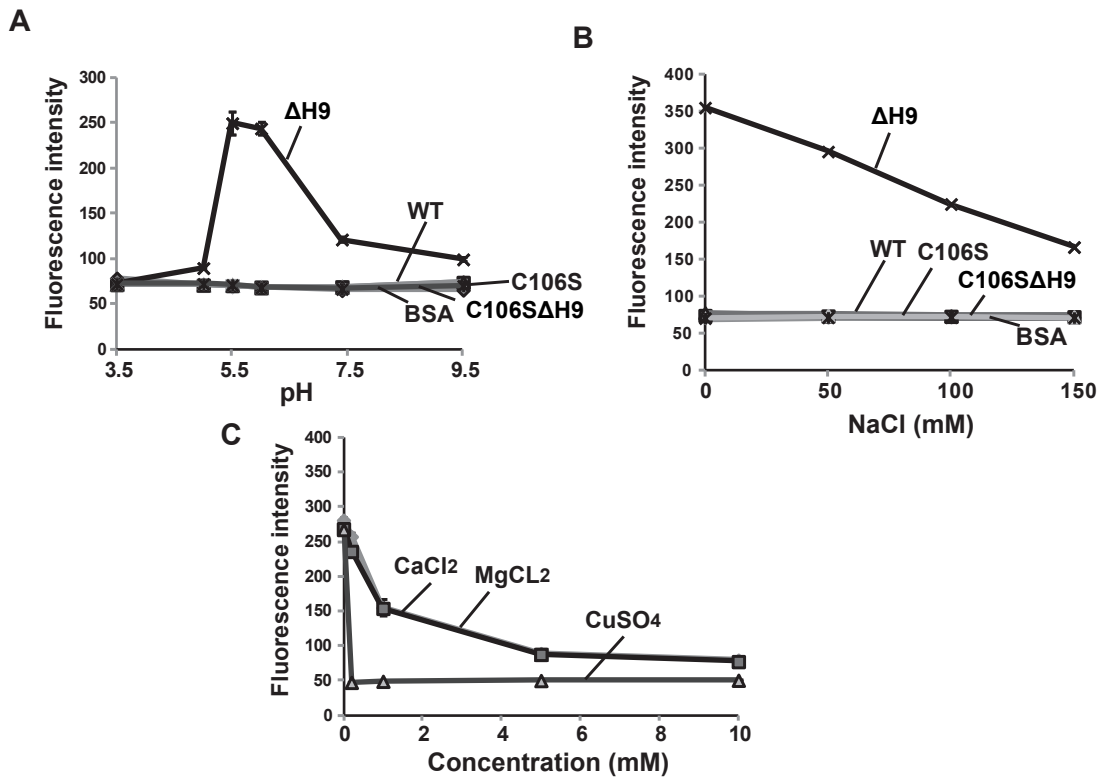 A
Fluorescence intensity
300
250
200
150
100
50
0
3.5 5.5 7.5 9.5
pH
ΔH9
WT
C106S
BSA
C106SΔH9
B
Fluorescence intensity
400
350
300
250
200
150
100
50
0
0 50 100 150
NaCl (mM)
ΔH9
WT
C106S
C106SΔH9
BSA
C
Fluorescence intensity
400
350
300
250
200
150
100
50
0
0 2 4 6 8 10
Concentration (mM)
CaCl2
MgCL2
CuSO4